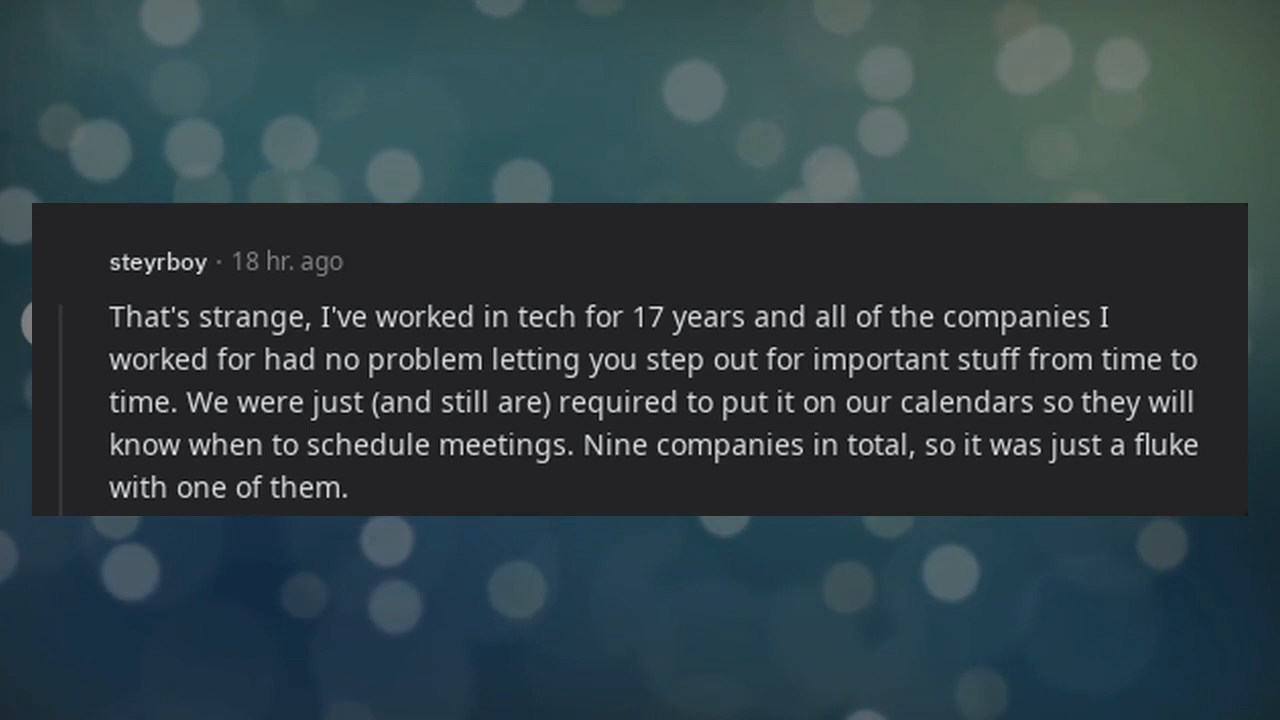 steyrboy · 18 hr. ago
That's strange, I've worked in tech for 17 years and all of the companies I
worked for had no problem letting you step out for important stuff from time to
time. We were just (and still are) required to put it on our calendars so they will
know when to schedule meetings. Nine companies in total, so it was just a fluke
with one of them.